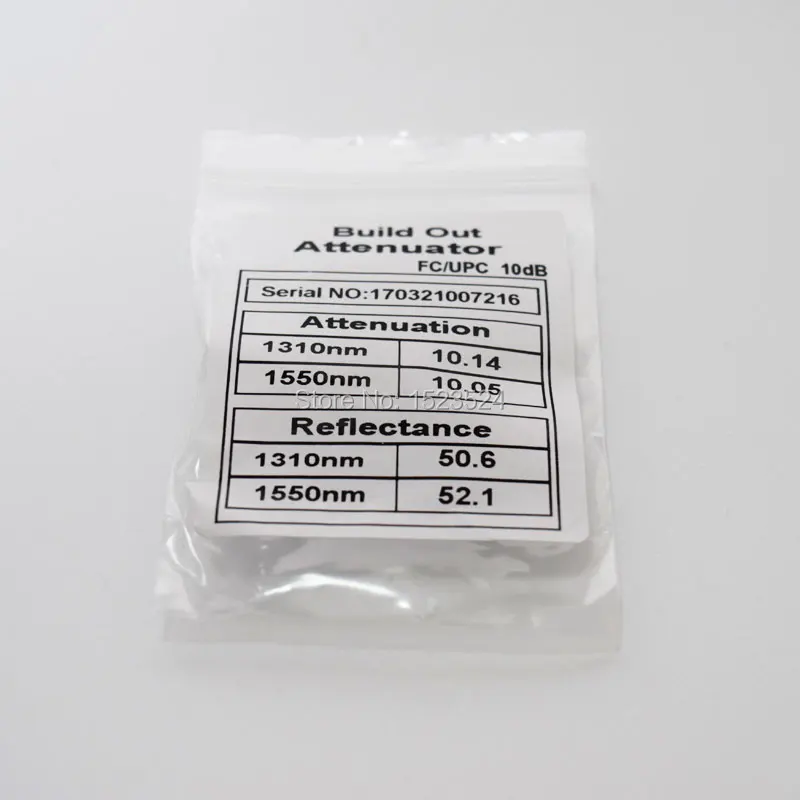 Build Out
Attenuator
FC/UPC 10dB
Serial NO:170321007216
Attenuation
1310nm 10.14
1550nm 10.05
Store No: 1523524
Reflectance
1310nm 50.6
1550nm 52.1